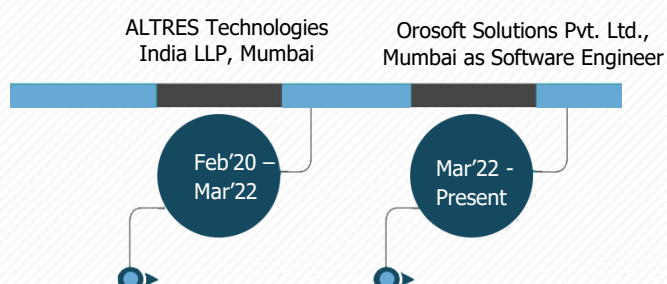 ALTRES Technologies
India LLP, Mumbai
Orosoft Solutions Pvt. Ltd.,
Mumbai as Software Engineer
Feb’20 –
Mar’22
Mar’22 -
Present